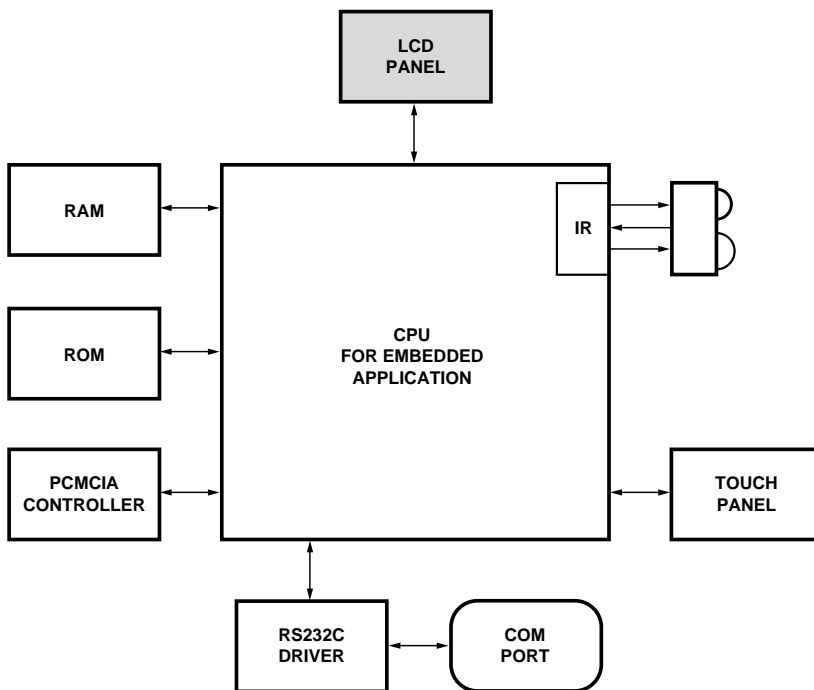 LCD
PANEL
RAM
IR
ROM
CPU
FOR EMBEDDED
APPLICATION
PCMCIA
CONTROLLER
TOUCH
PANEL
RS232C
DRIVER
COM
PORT